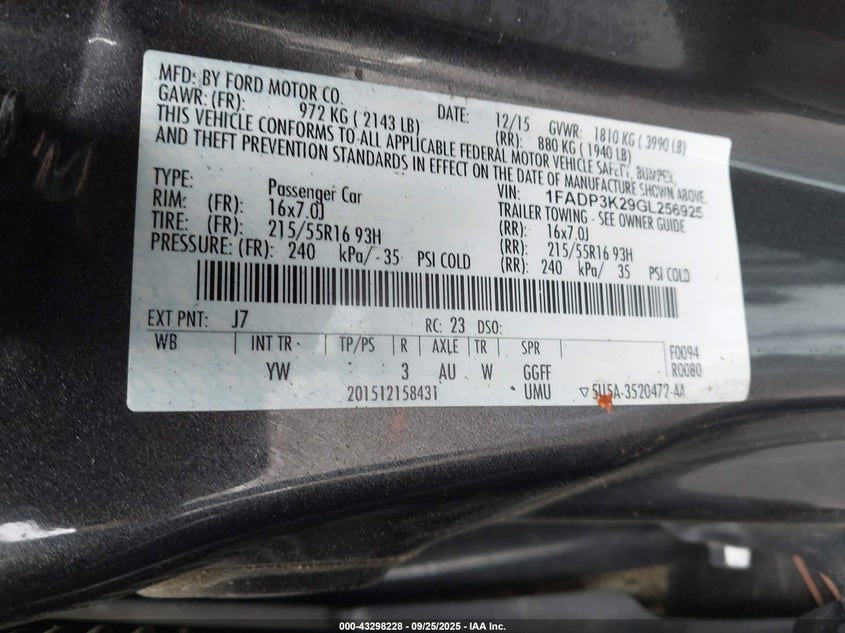 MFD: BY FORD MOTOR CO.
DATE: 12/15 GVWR: 1810 KG ( 3990 LB)
GAWR: (FR): 972 KG ( 2143 LB) (RR): 880 KG ( 1940 LB)
THIS VEHICLE CONFORMS TO ALL APPLICABLE FEDERAL MOTOR VEHICLE SAFETY, BUMPER,
AND THEFT PREVENTION STANDARDS IN EFFECT ON THE DATE OF MANUFACTURE SHOWN ABOVE.
TYPE: Passenger Car VIN: 1FADP3K29GL256925
TRAILER TOWING - SEE OWNER GUIDE
RIM: (FR): 16x7.0J (RR): 16x7.0J
TIRE: (FR): 215/55R16 93H (RR): 215/55R16 93H
PRESSURE: (FR): 240 kPa/ 35 PSI COLD (RR): 240 kPa/ 35 PSI COLD
EXT PNT: J7 RC: 23 DSO:
WB INT TR TP/PS R AXLE TR SPR F0094
YW 3 AU W GGFF R0080
201512158431 UMU ▽5U5A-3520472-AA
000-43298228 - 09/25/2025 - IAA Inc.